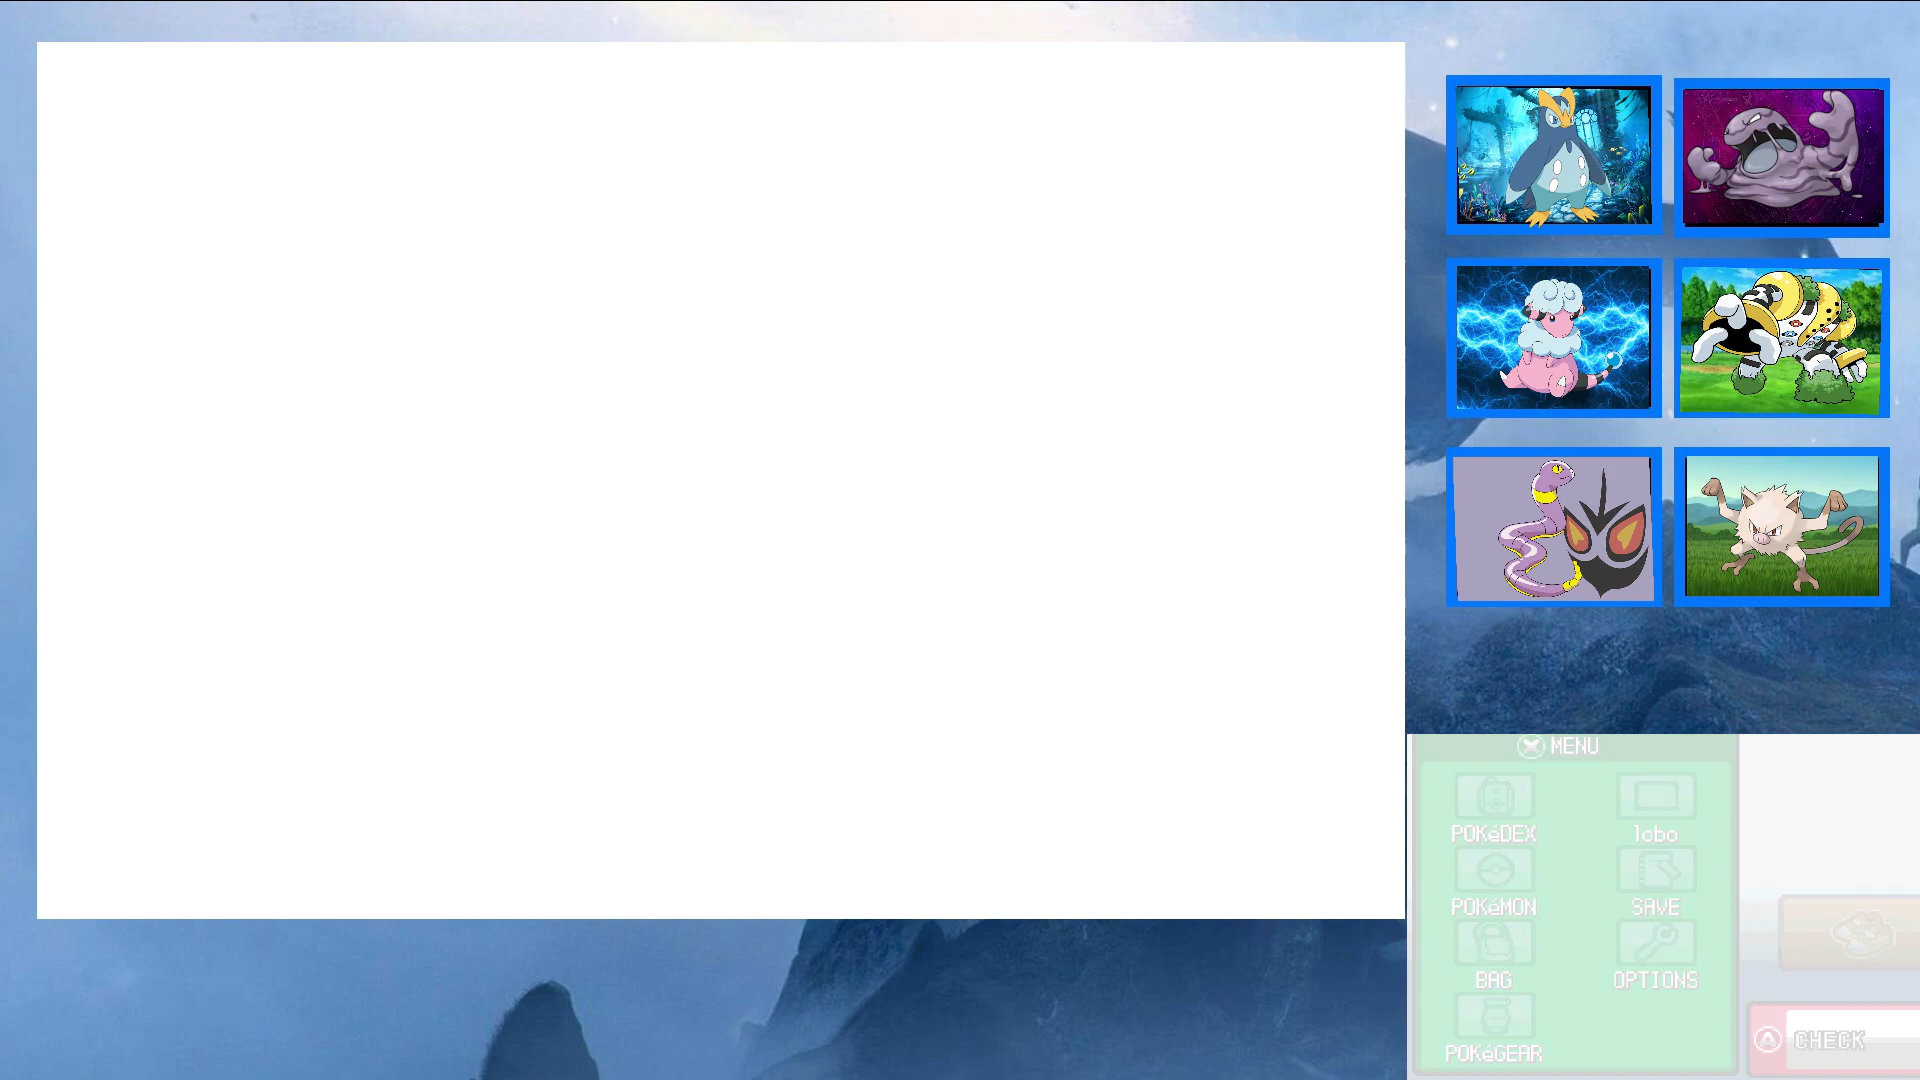 MENU
POKéDEX
lobo
POKéMON
SAVE
BAG
OPTIONS
POKéGEAR
CHECK